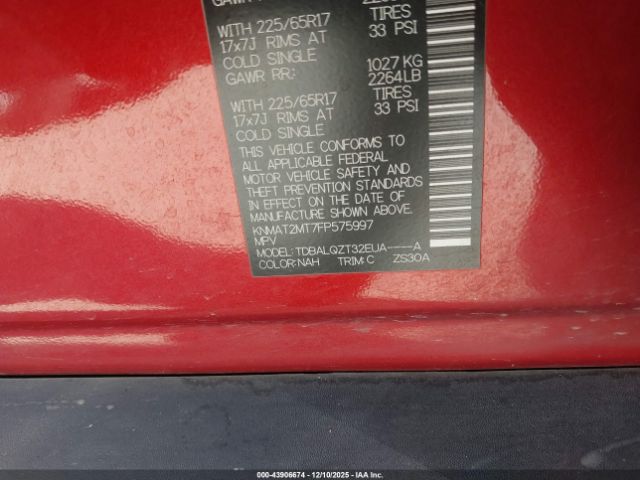 WITH 225/65R17 TIRES
17x7J RIMS AT 33 PSI
COLD SINGLE
GAWR RR: 1027 KG
2264LB
WITH 225/65R17 TIRES
17x7J RIMS AT 33 PSI
COLD SINGLE
THIS VEHICLE CONFORMS TO
ALL APPLICABLE FEDERAL
MOTOR VEHICLE SAFETY AND
THEFT PREVENTION STANDARDS
IN EFFECT ON THE DATE OF
MANUFACTURE SHOWN ABOVE.
KNMAT2MT7FP575997
MPV
MODEL: TDBALQZT32EUA----A
COLOR:NAH TRIM:C ZS30A
000-43906674 | 12/10/2025 - IAA Inc.